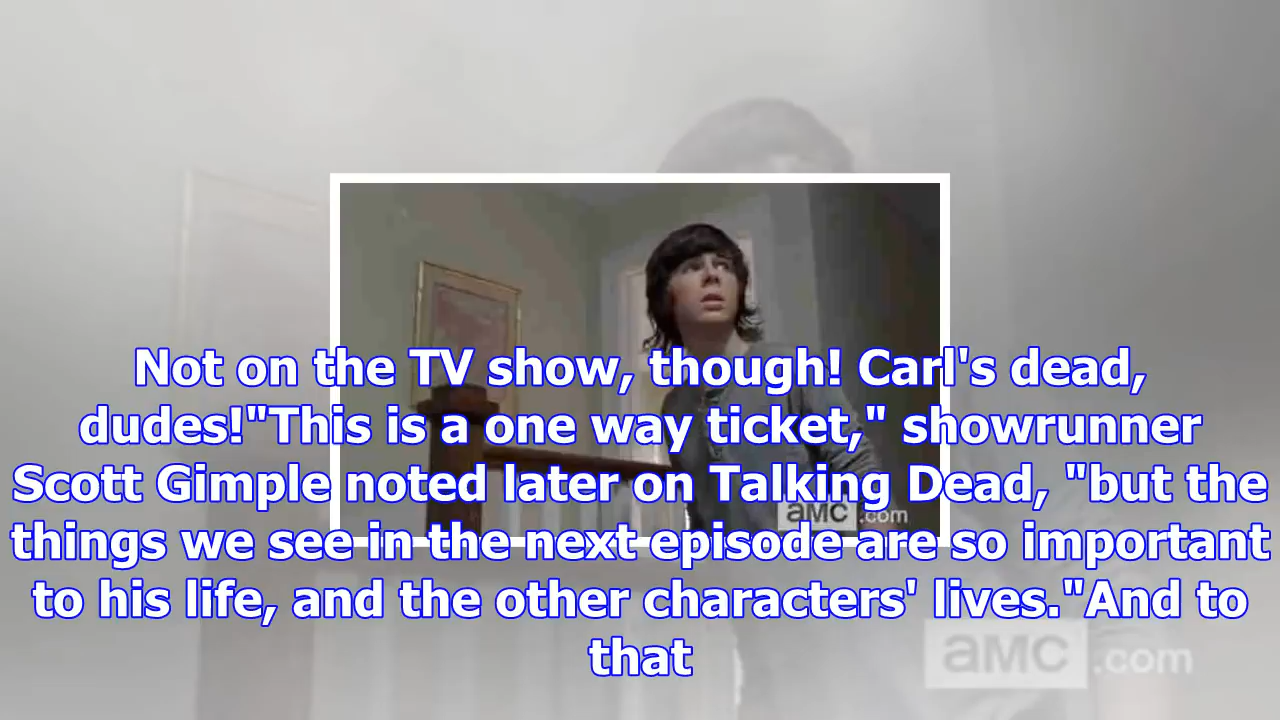 Not on the TV show, though! Carl's dead,
dudes!"This is a one way ticket," showrunner
Scott Gimple noted later on Talking Dead, "but the
things we see in the next episode are so important
to his life, and the other characters' lives."And to
that
aMC.com
aMC.com